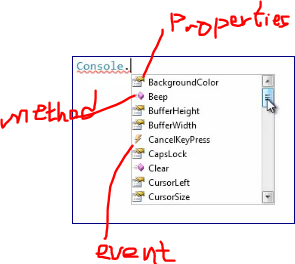 Properties
Console.
BackgroundColor
Beep
method
BufferHeight
BufferWidth
CancelKeyPress
CapsLock
Clear
CursorLeft
CursorSize
event